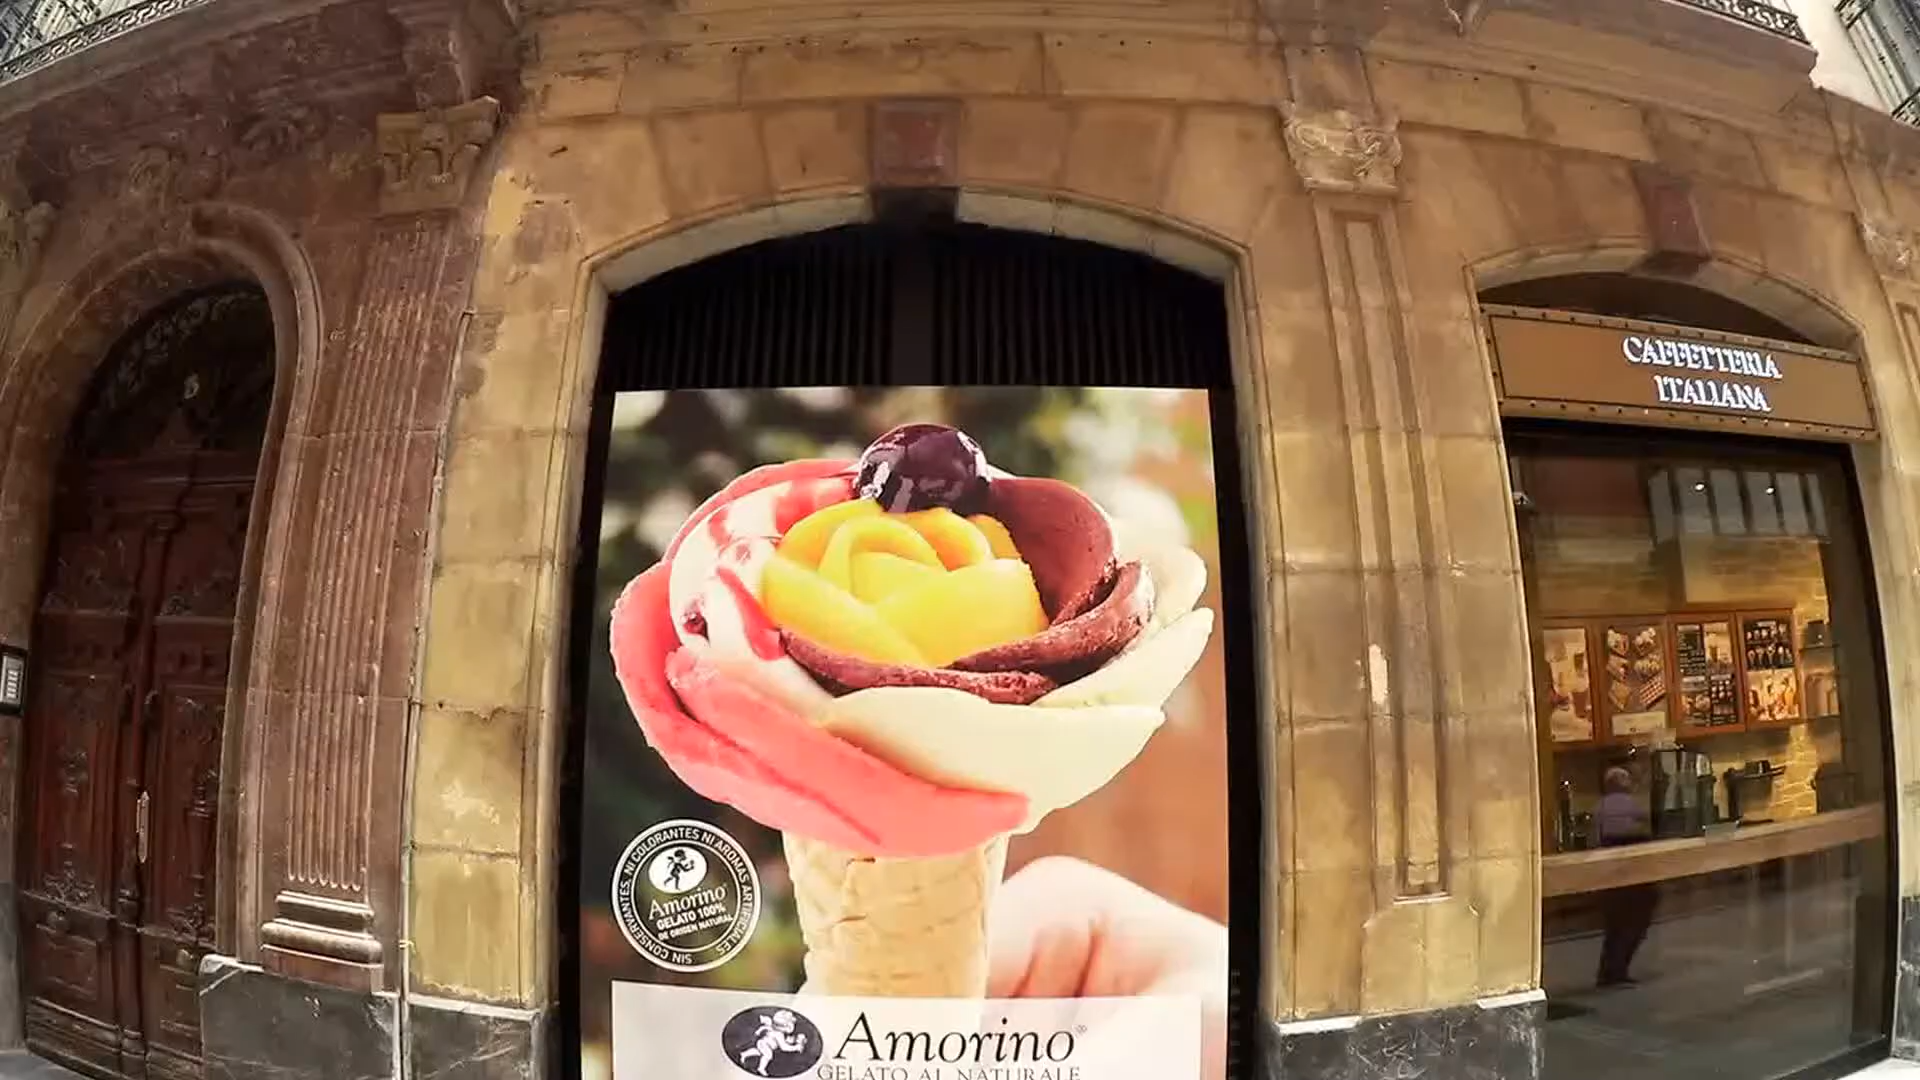 CAFFETTERIA
ITALIANA
SIN CONSERVANTES, NI COLORANTES NI AROMAS ARTIFICIALES
Amorino
GELATO 100%
DE ORIGEN NATURAL
Amorino®
GELATO AL NATURALE